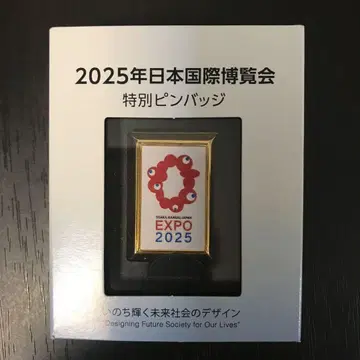 2025年日本国際博覧会
特別ピンバッジ
OSAKA, KANSAI, JAPAN
EXPO
2025
いのち輝く未来社会のデザイン
"Designing Future Society for Our Lives"